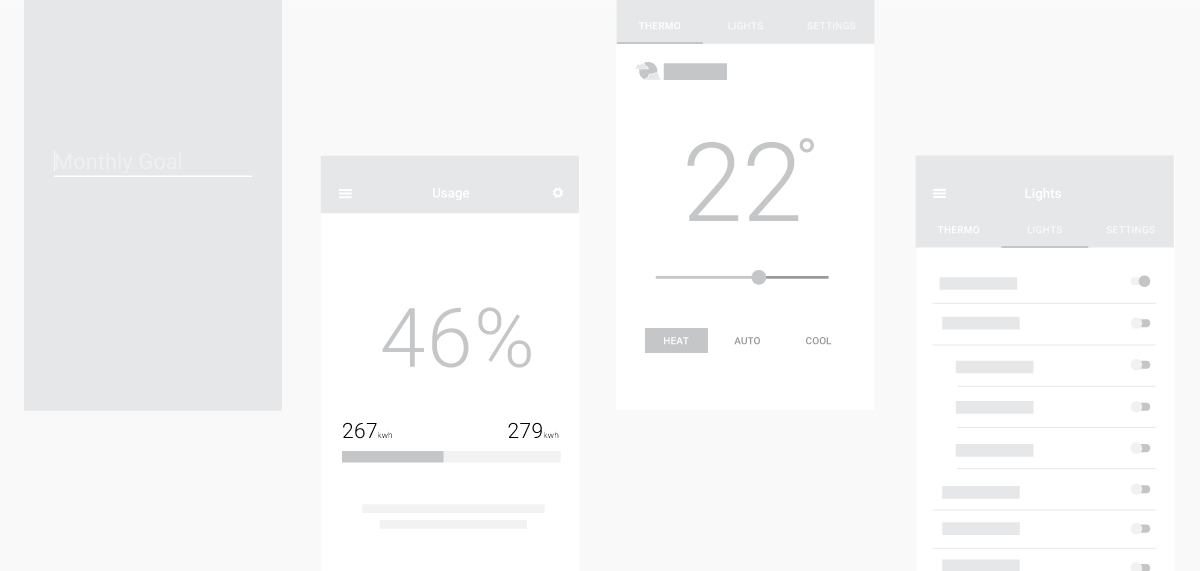 Monthly Goal
Usage
46%
267kwh 279kwh
THERMO LIGHTS SETTINGS
22°
HEAT AUTO COOL
Lights
THERMO LIGHTS SETTINGS